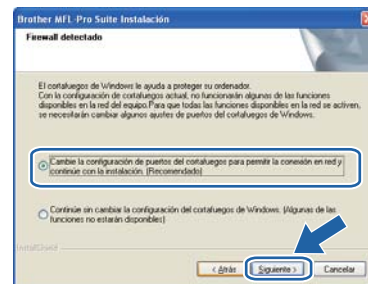 Brother MFL-Pro Suite Instalación
Firewall detectado
El cortafuegos de Windows le ayuda a proteger su ordenador.
Con la configuración de cortafuegos actual, no funcionarán algunas de las funciones
disponibles en la red del equipo.Para que todas las funciones disponibles en la red se activen,
se necesitarán cambiar algunos ajustes de puertos del cortafuegos de Windows.
Cambie la configuración de puertos del cortafuegos para permitir la conexión en red y
continúe con la instalación. (Recomendado)
Continúe sin cambiar la configuración del cortafuegos de Windows. (Algunas de las
funciones no estarán disponibles)
InstallShield
< Atrás
Siguiente >
Cancelar